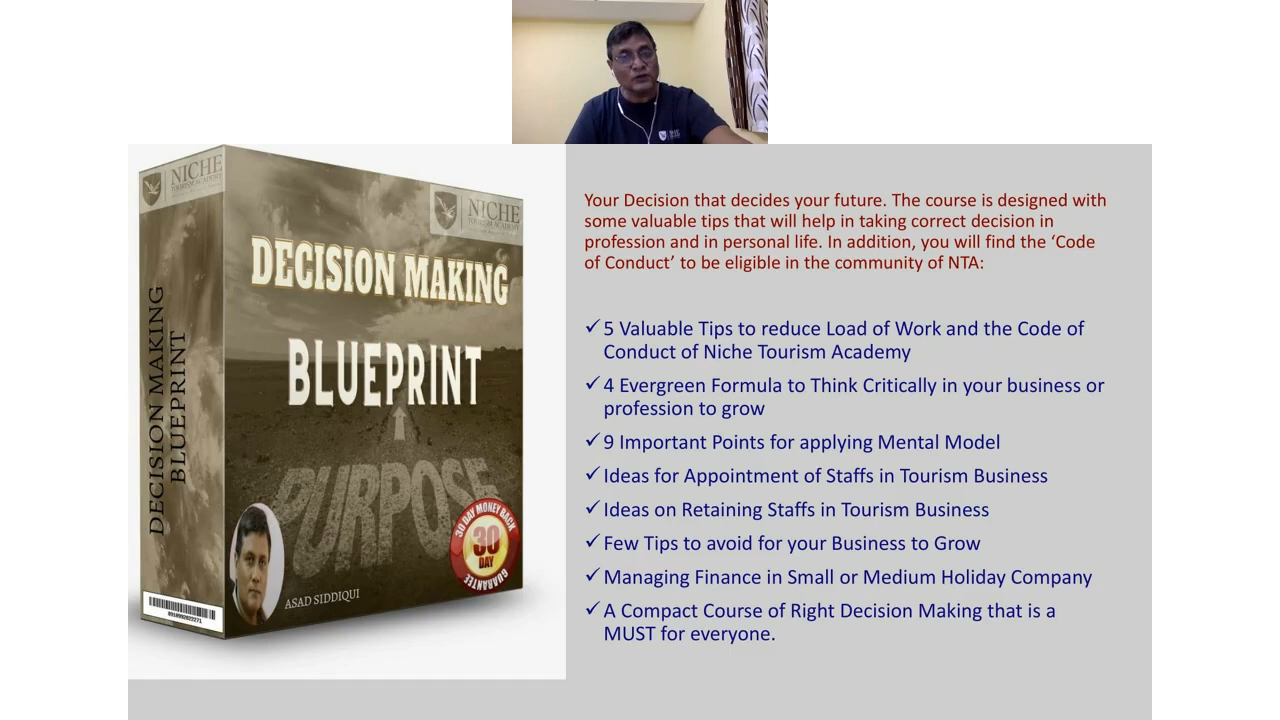 NICHE
TOURISM ACADEMY
NICHE
TOURISM ACADEMY
DECISION MAKING
BLUEPRINT
DECISION MAKING
BLUEPRINT
PURPOSE
30 DAY MONEY BACK
30
DAY
GUARANTEE
ASAD SIDDIQUI
Your Decision that decides your future. The course is designed with
some valuable tips that will help in taking correct decision in
profession and in personal life. In addition, you will find the ‘Code
of Conduct’ to be eligible in the community of NTA:
✓5 Valuable Tips to reduce Load of Work and the Code of
Conduct of Niche Tourism Academy
✓4 Evergreen Formula to Think Critically in your business or
profession to grow
✓9 Important Points for applying Mental Model
✓Ideas for Appointment of Staffs in Tourism Business
✓Ideas on Retaining Staffs in Tourism Business
✓Few Tips to avoid for your Business to Grow
✓Managing Finance in Small or Medium Holiday Company
✓A Compact Course of Right Decision Making that is a
MUST for everyone.